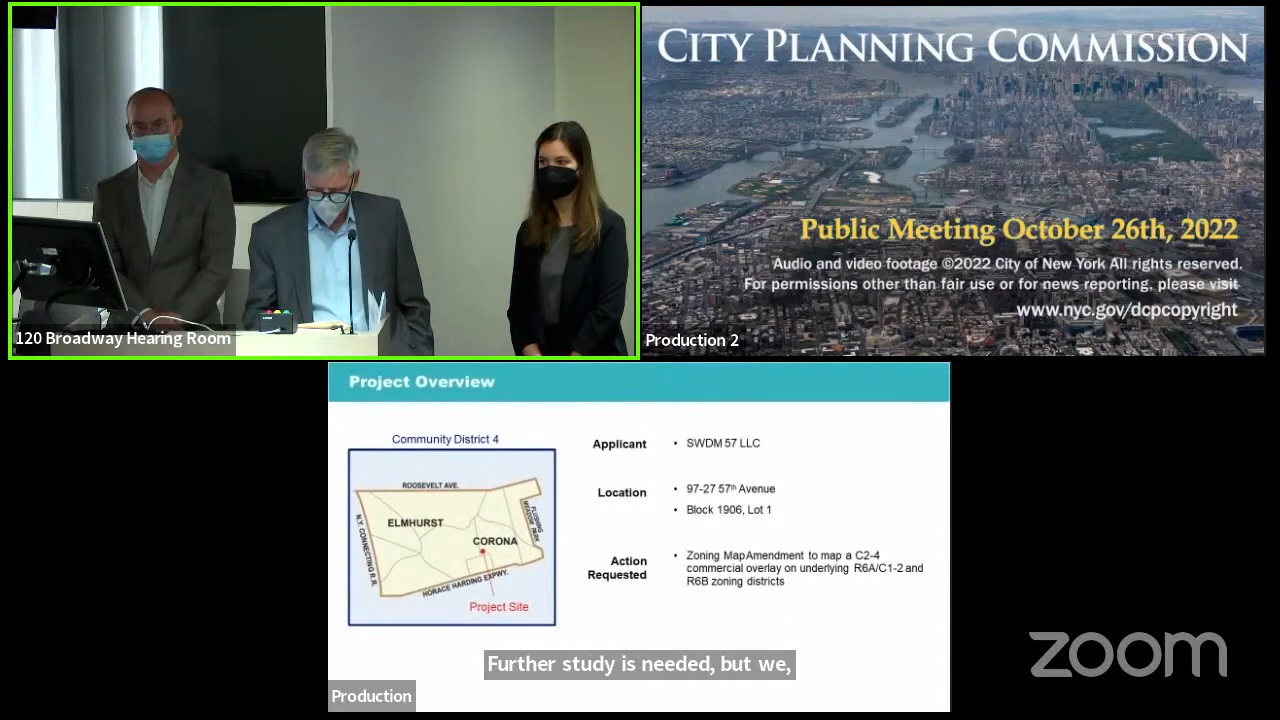 120 Broadway Hearing Room
CITY PLANNING COMMISSION
Public Meeting October 26th, 2022
Audio and video footage ©2022 City of New York All rights reserved.
For permissions other than fair use or for news reporting, please visit
www.nyc.gov/dcpcopyright
Production 2
Project Overview
Community District 4
ROOSEVELT AVE.
ELMHURST
CORONA
N.Y. CONNECTING R.R.
FLUSHING
MEADOW PARK
HORACE HARDING EXPWY.
Project Site
Applicant
• SWDM 57 LLC
Location
• 97-27 57th Avenue
• Block 1906, Lot 1
Action
Requested
• Zoning Map Amendment to map a C2-4
commercial overlay on underlying R6A/C1-2 and
R6B zoning districts
Further study is needed, but we,
Production
zoom